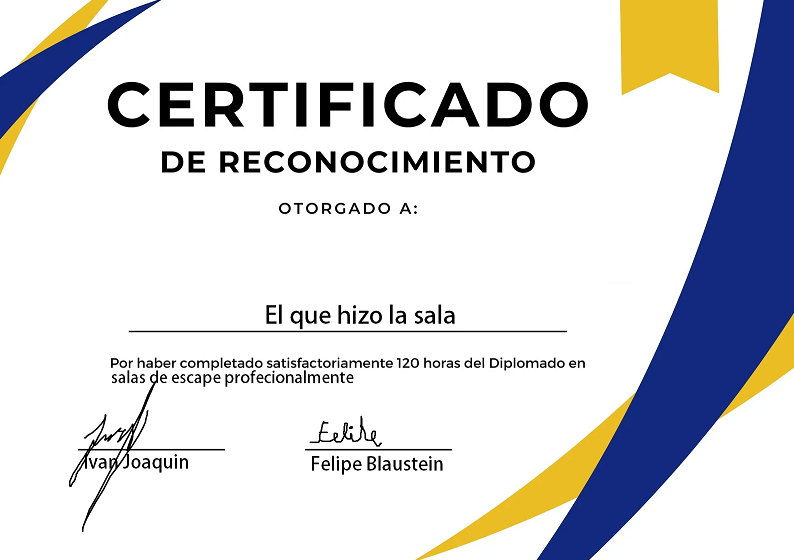 CERTIFICADO
DE RECONOCIMIENTO
OTORGADO A:
El que hizo la sala
Por haber completado satisfactoriamente 120 horas del Diplomado en
salas de escape profecionalmente
Felipe
Ivan Joaquin
Felipe Blaustein